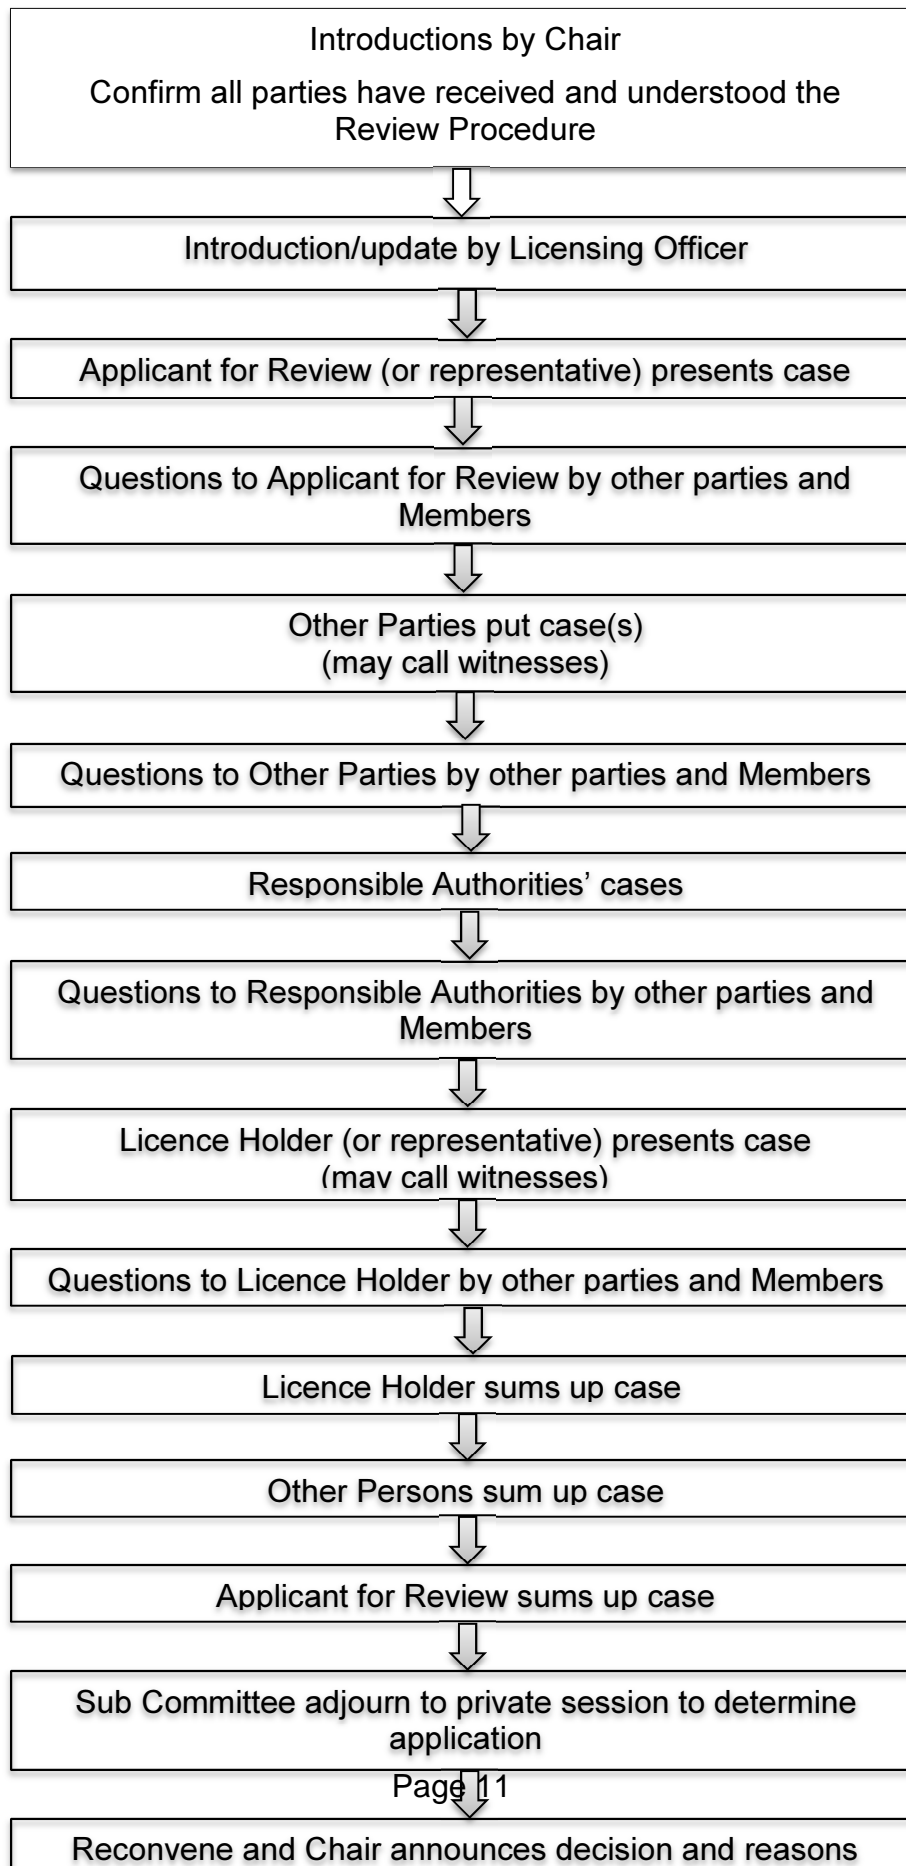 Introductions by Chair
Confirm all parties have received and understood the
Review Procedure
Introduction/update by Licensing Officer
Applicant for Review (or representative) presents case
Questions to Applicant for Review by other parties and
Members
Other Parties put case(s)
(may call witnesses)
Questions to Other Parties by other parties and Members
Responsible Authorities’ cases
Questions to Responsible Authorities by other parties and
Members
Licence Holder (or representative) presents case
(may call witnesses)
Questions to Licence Holder by other parties and Members
Licence Holder sums up case
Other Persons sum up case
Applicant for Review sums up case
Sub Committee adjourn to private session to determine
application
Page 11
Reconvene and Chair announces decision and reasons